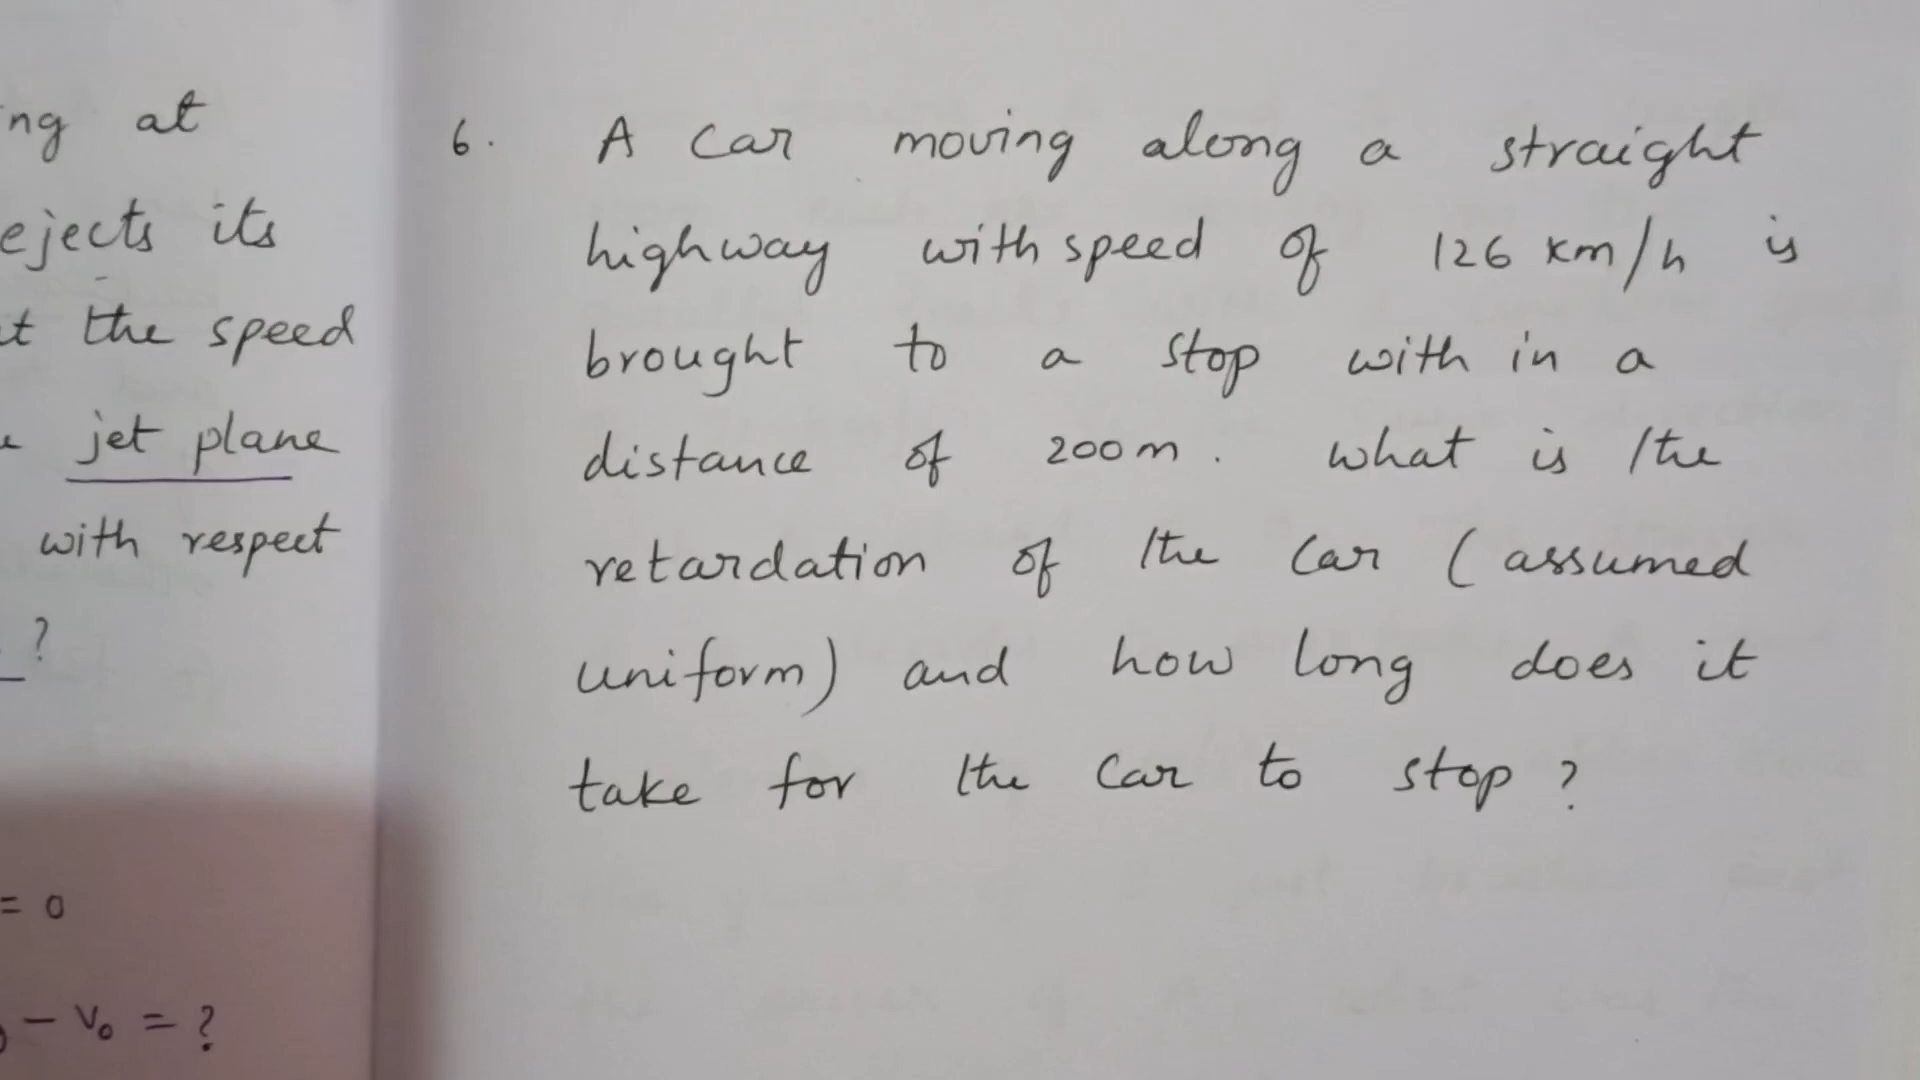 ng at
ejects its
t the speed
jet plane
with respect
?
= 0
- V₀ = ?
6. A car moving along a straight
highway with speed of 126 km/h is
brought to a stop with in a
distance of 200m. what is the
retardation of the car (assumed
uniform) and how long does it
take for the car to stop?